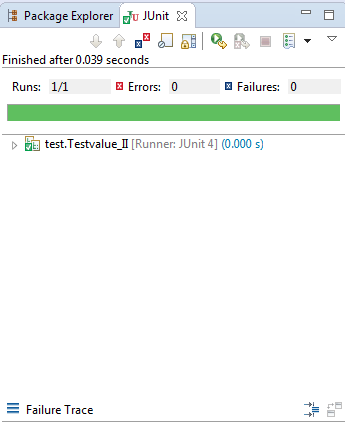 Package Explorer JUnit
Finished after 0.039 seconds
Runs: 1/1 Errors: 0 Failures: 0
test.Testvalue_II [Runner: JUnit 4] (0.000 s)
Failure Trace